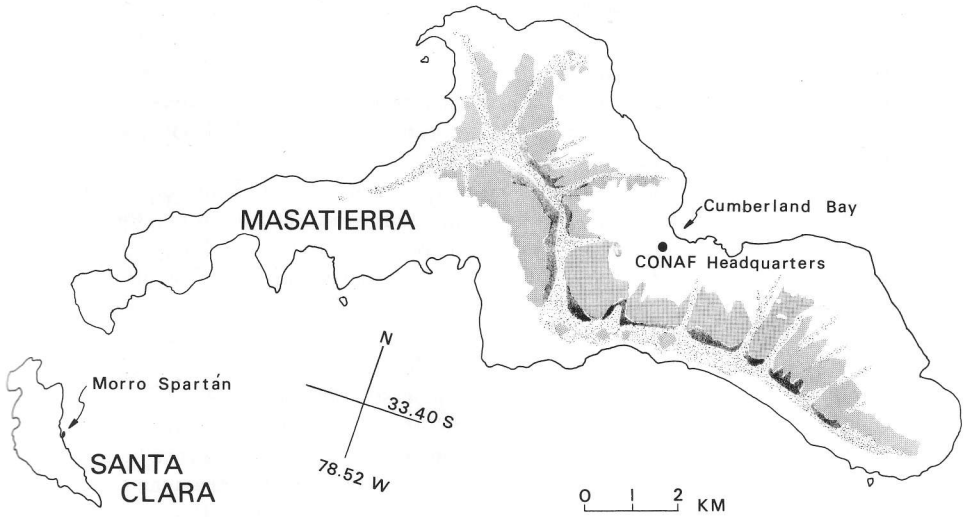 MASATIERRA
Cumberland Bay
CONAF Headquarters
Morro Spartán
SANTA
CLARA
N
33.40 S
78.52 W
0 1 2 KM